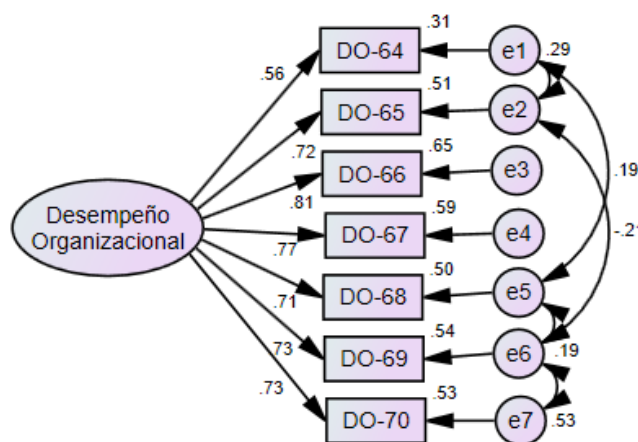 .31
DO-64
e1
.29
.56
.51
DO-65
e2
.72
.65
DO-66
e3
.19
.81
.59
Desempeño
Organizacional
DO-67
e4
-.21
.77
.50
DO-68
e5
.71
.54
DO-69
e6
.19
.73
.53
DO-70
e7
.53
.73